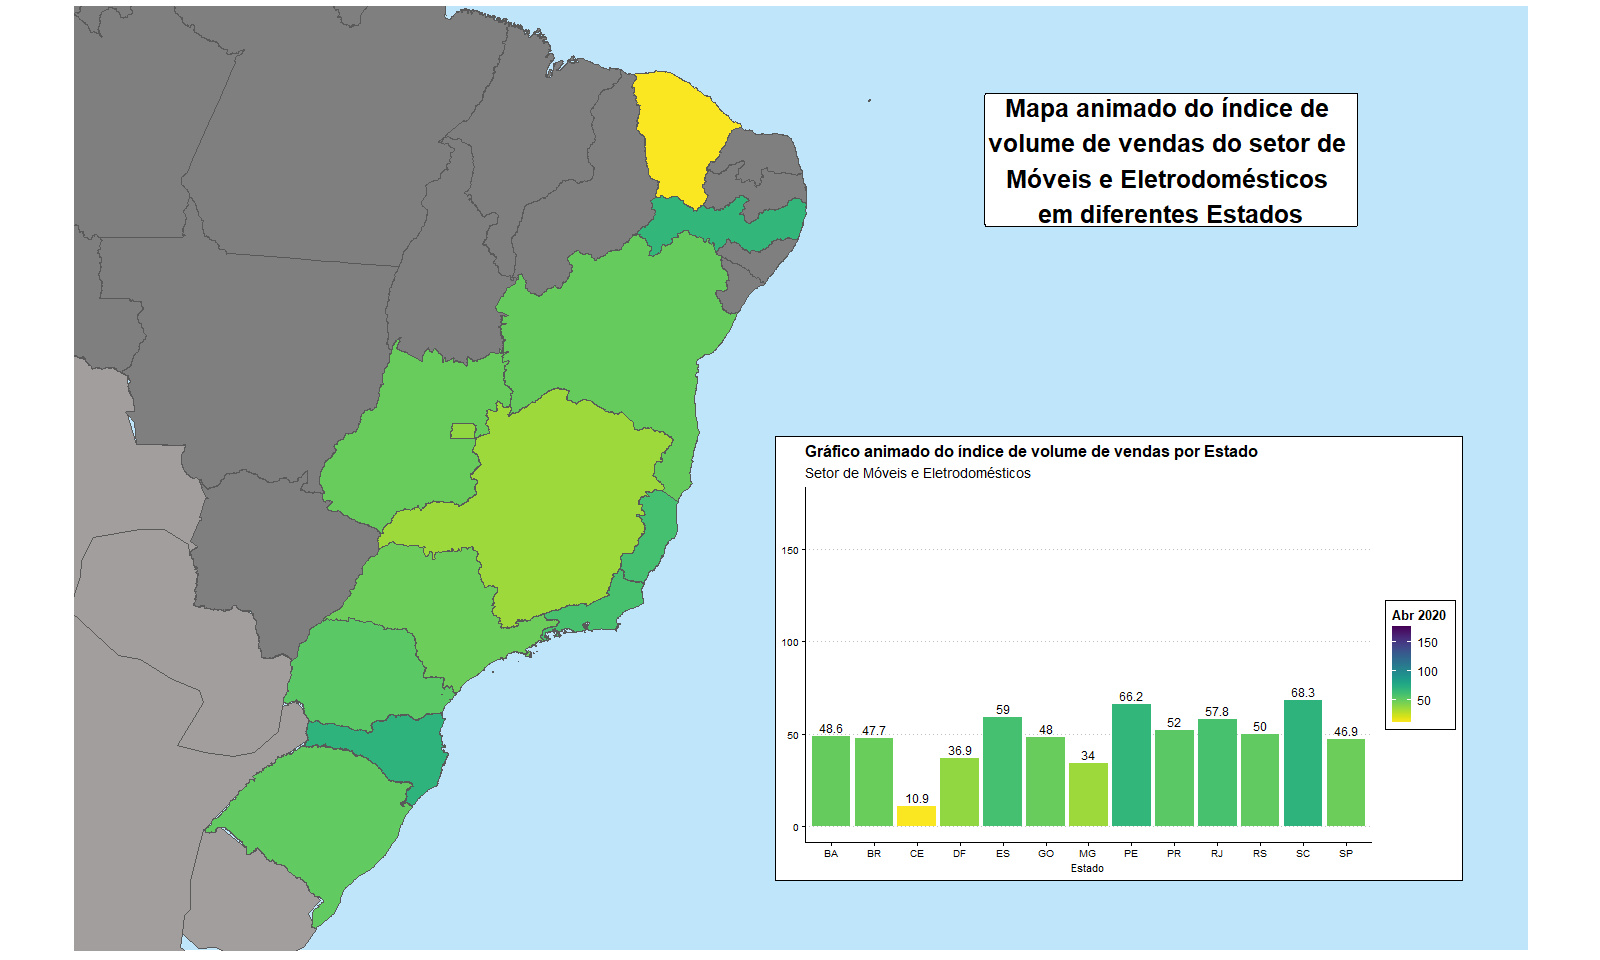 Mapa animado do índice de
volume de vendas do setor de
Móveis e Eletrodomésticos
em diferentes Estados
Gráfico animado do índice de volume de vendas por Estado
Setor de Móveis e Eletrodomésticos
150
100
50
0
48.6
47.7
10.9
36.9
59
48
34
66.2
52
57.8
50
68.3
46.9
BA
BR
CE
DF
ES
GO
MG
PE
PR
RJ
RS
SC
SP
Estado
Abr 2020
150
100
50